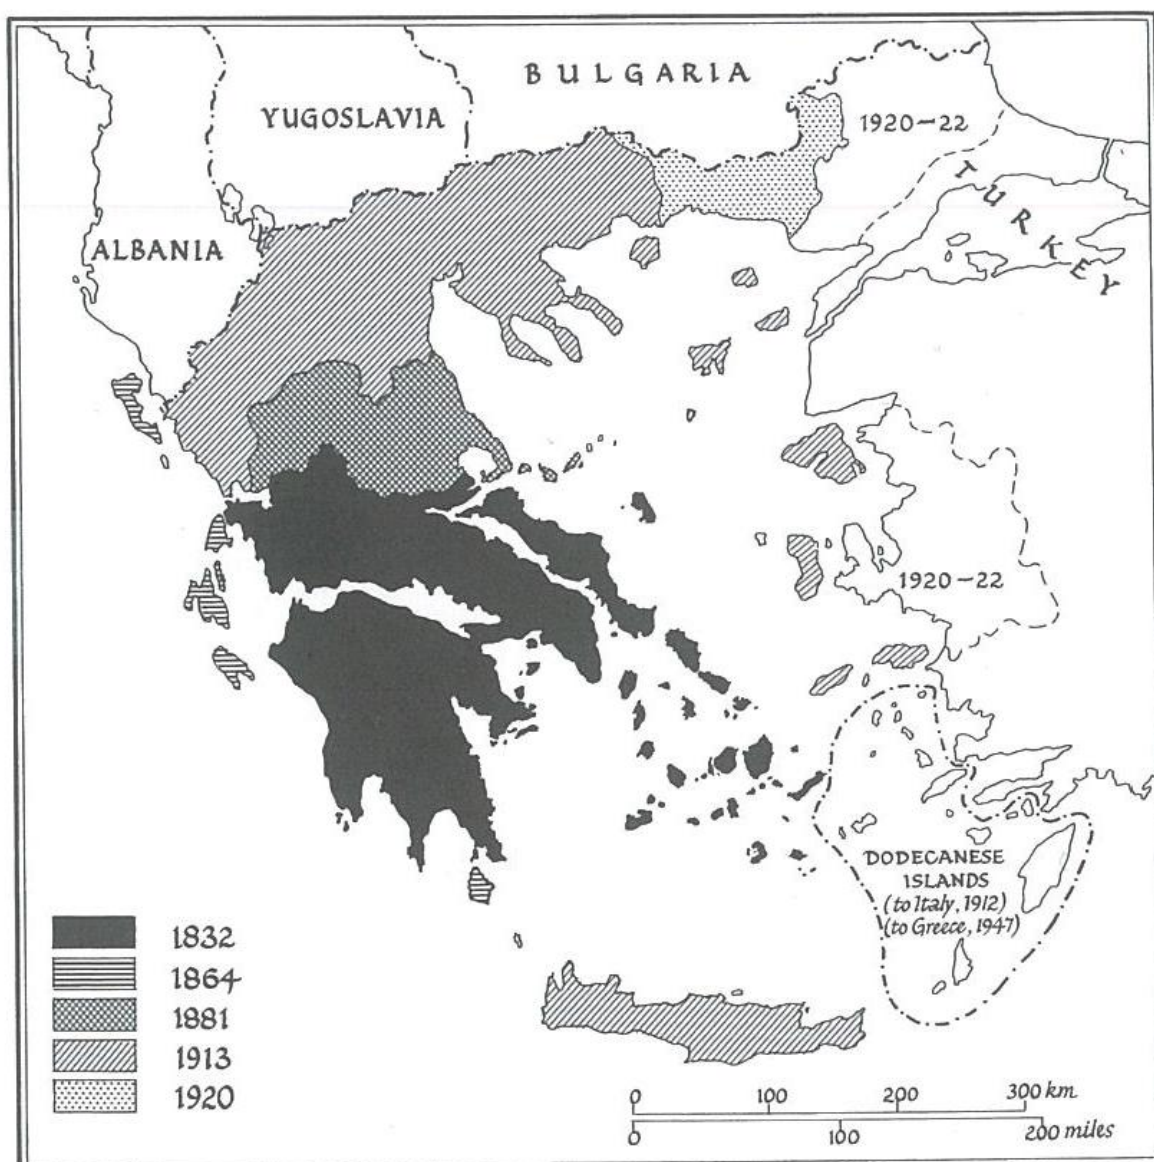 BULGARIA
YUGOSLAVIA
1920-22
TURKEY
ALBANIA
1920-22
DODECANESE
ISLANDS
(to Italy, 1912)
(to Greece, 1947)
1832
1864
1881
1913
1920
0 100 200 300 km
0 100 200 miles